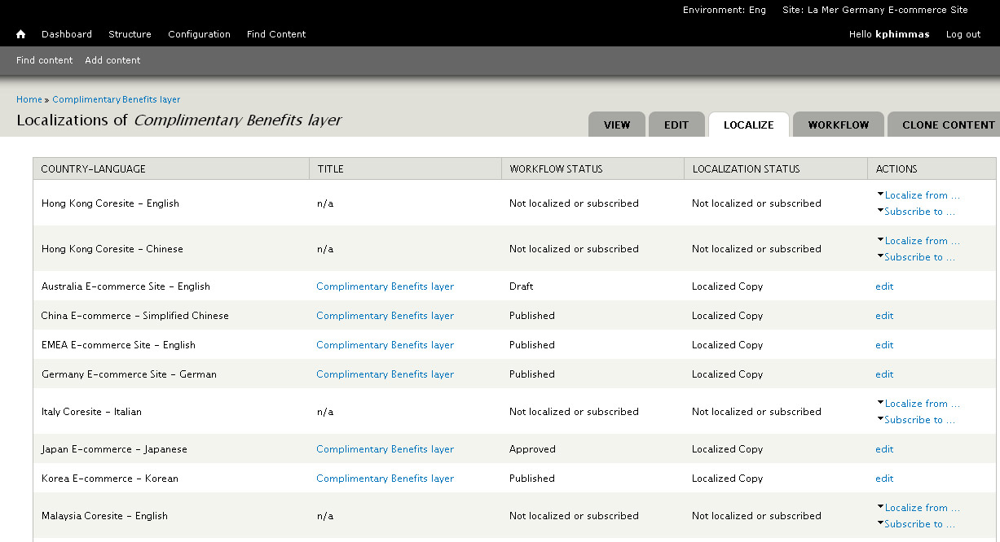 Environment: Eng Site: La Mer Germany E-commerce Site
Dashboard Structure Configuration Find Content Hello kphimmas Log out
Find content Add content
Home » Complimentary Benefits layer
Localizations of Complimentary Benefits layer
VIEW EDIT LOCALIZE WORKFLOW CLONE CONTENT
COUNTRY-LANGUAGE TITLE WORKFLOW STATUS LOCALIZATION STATUS ACTIONS
Hong Kong Coresite - English n/a Not localized or subscribed Not localized or subscribed Localize from ...
Subscribe to ...
Hong Kong Coresite - Chinese n/a Not localized or subscribed Not localized or subscribed Localize from ...
Subscribe to ...
Australia E-commerce Site - English Complimentary Benefits layer Draft Localized Copy edit
China E-commerce - Simplified Chinese Complimentary Benefits layer Published Localized Copy edit
EMEA E-commerce Site - English Complimentary Benefits layer Published Localized Copy edit
Germany E-commerce Site - German Complimentary Benefits layer Published Localized Copy edit
Italy Coresite - Italian n/a Not localized or subscribed Not localized or subscribed Localize from ...
Subscribe to ...
Japan E-commerce - Japanese Complimentary Benefits layer Approved Localized Copy edit
Korea E-commerce - Korean Complimentary Benefits layer Published Localized Copy edit
Malaysia Coresite - English n/a Not localized or subscribed Not localized or subscribed Localize from ...
Subscribe to ...